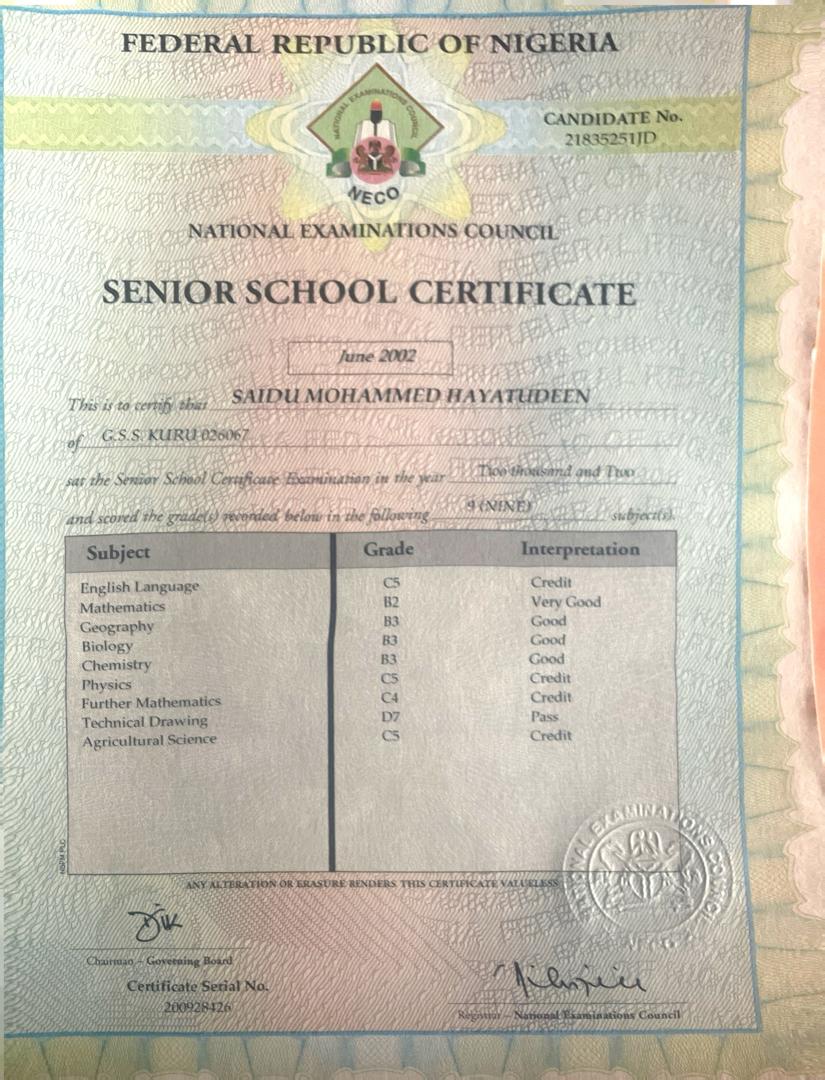 FEDERAL REPUBLIC OF NIGERIA
NATIONAL EXAMINATIONS COUNCIL
NECO
CANDIDATE No.
21835251JD
NATIONAL EXAMINATIONS COUNCIL
SENIOR SCHOOL CERTIFICATE
June 2002
This is to certify that SAIDU MOHAMMED HAYATUDEEN
of G.S.S. KURU 026067
sat the Senior School Certificate Examination in the year Two thousand and Two
and scored the grade(s) recorded below in the following 9 (NINE) subject(s).
Subject Grade Interpretation
English Language C5 Credit
Mathematics B2 Very Good
Geography B3 Good
Biology B3 Good
Chemistry B3 Good
Physics C5 Credit
Further Mathematics C4 Credit
Technical Drawing D7 Pass
Agricultural Science C5 Credit
NSPM PLC
ANY ALTERATION OR ERASURE RENDERS THIS CERTIFICATE VALUELESS
NATIONAL EXAMINATIONS COUNCIL
Chairman – Governing Board
Certificate Serial No.
200928426
Registrar – National Examinations Council